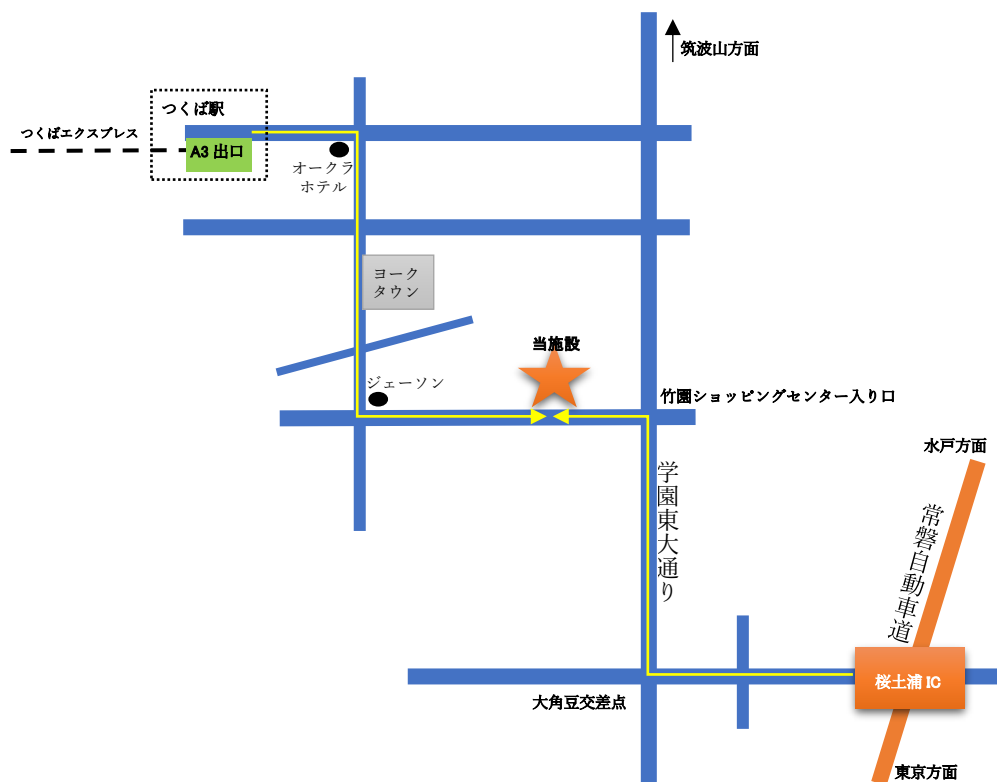 筑波山方面
つくば駅
つくばエクスプレス
A3 出口
オークラ
ホテル
ヨーク
タウン
当施設
ジェーソン
竹園ショッピングセンター入り口
水戸方面
学園東大通り
常磐自動車道
桜土浦 IC
大角豆交差点
東京方面